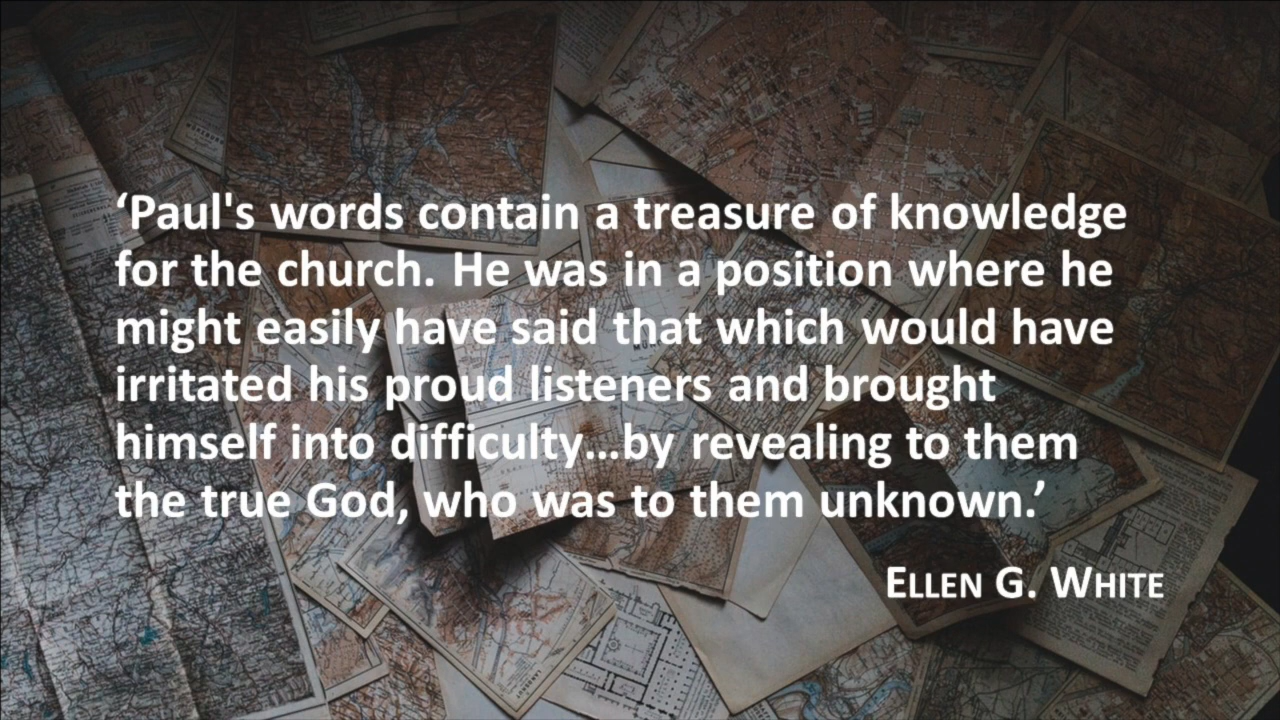 ‘Paul's words contain a treasure of knowledge
for the church. He was in a position where he
might easily have said that which would have
irritated his proud listeners and brought
himself into difficulty...by revealing to them
the true God, who was to them unknown.’
ELLEN G. WHITE